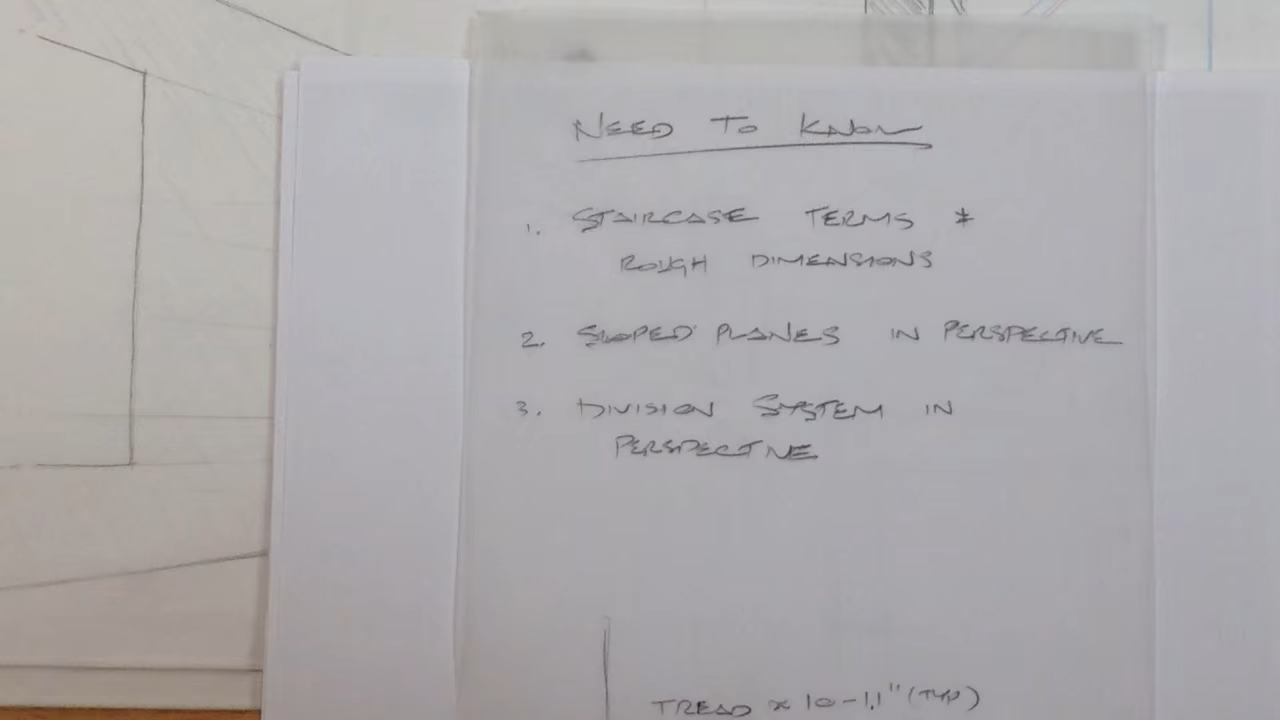 NEED TO KNOW
1. STAIRCASE TERMS &
ROUGH DIMENSIONS
2. SLOPED PLANES IN PERSPECTIVE
3. DIVISION SYSTEM IN
PERSPECTIVE
TREAD ≈ 10-11" (TYP)